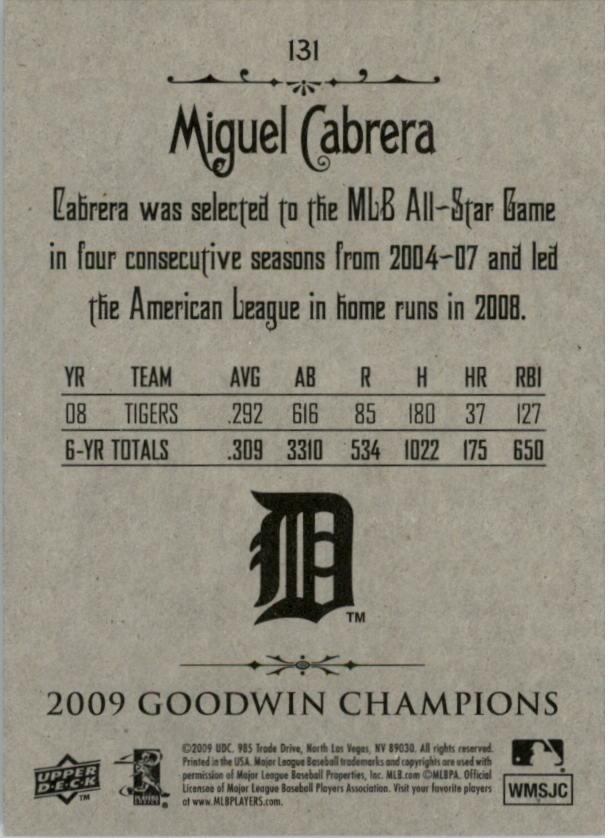 131
Miguel Cabrera
Cabrera was selected to the MLB All-Star Game
in four consecutive seasons from 2004-07 and led
the American League in home runs in 2008.
YR TEAM AVG AB R H HR RBI
08 TIGERS .292 616 85 180 37 127
6-YR TOTALS .309 3310 534 1022 175 650
D
TM
2009 GOODWIN CHAMPIONS
©2009 UDC. 985 Trade Drive, North Las Vegas, NV 89030. All rights reserved.
Printed in the USA. Major League Baseball trademarks and copyrights are used with
permission of Major League Baseball Properties, Inc. MLB.com ©MLBPA. Official
Licensee of Major League Baseball Players Association. Visit your favorite players
at www.MLBPLAYERS.com.
UPPER
D·E·C·K
TM
WMSJC